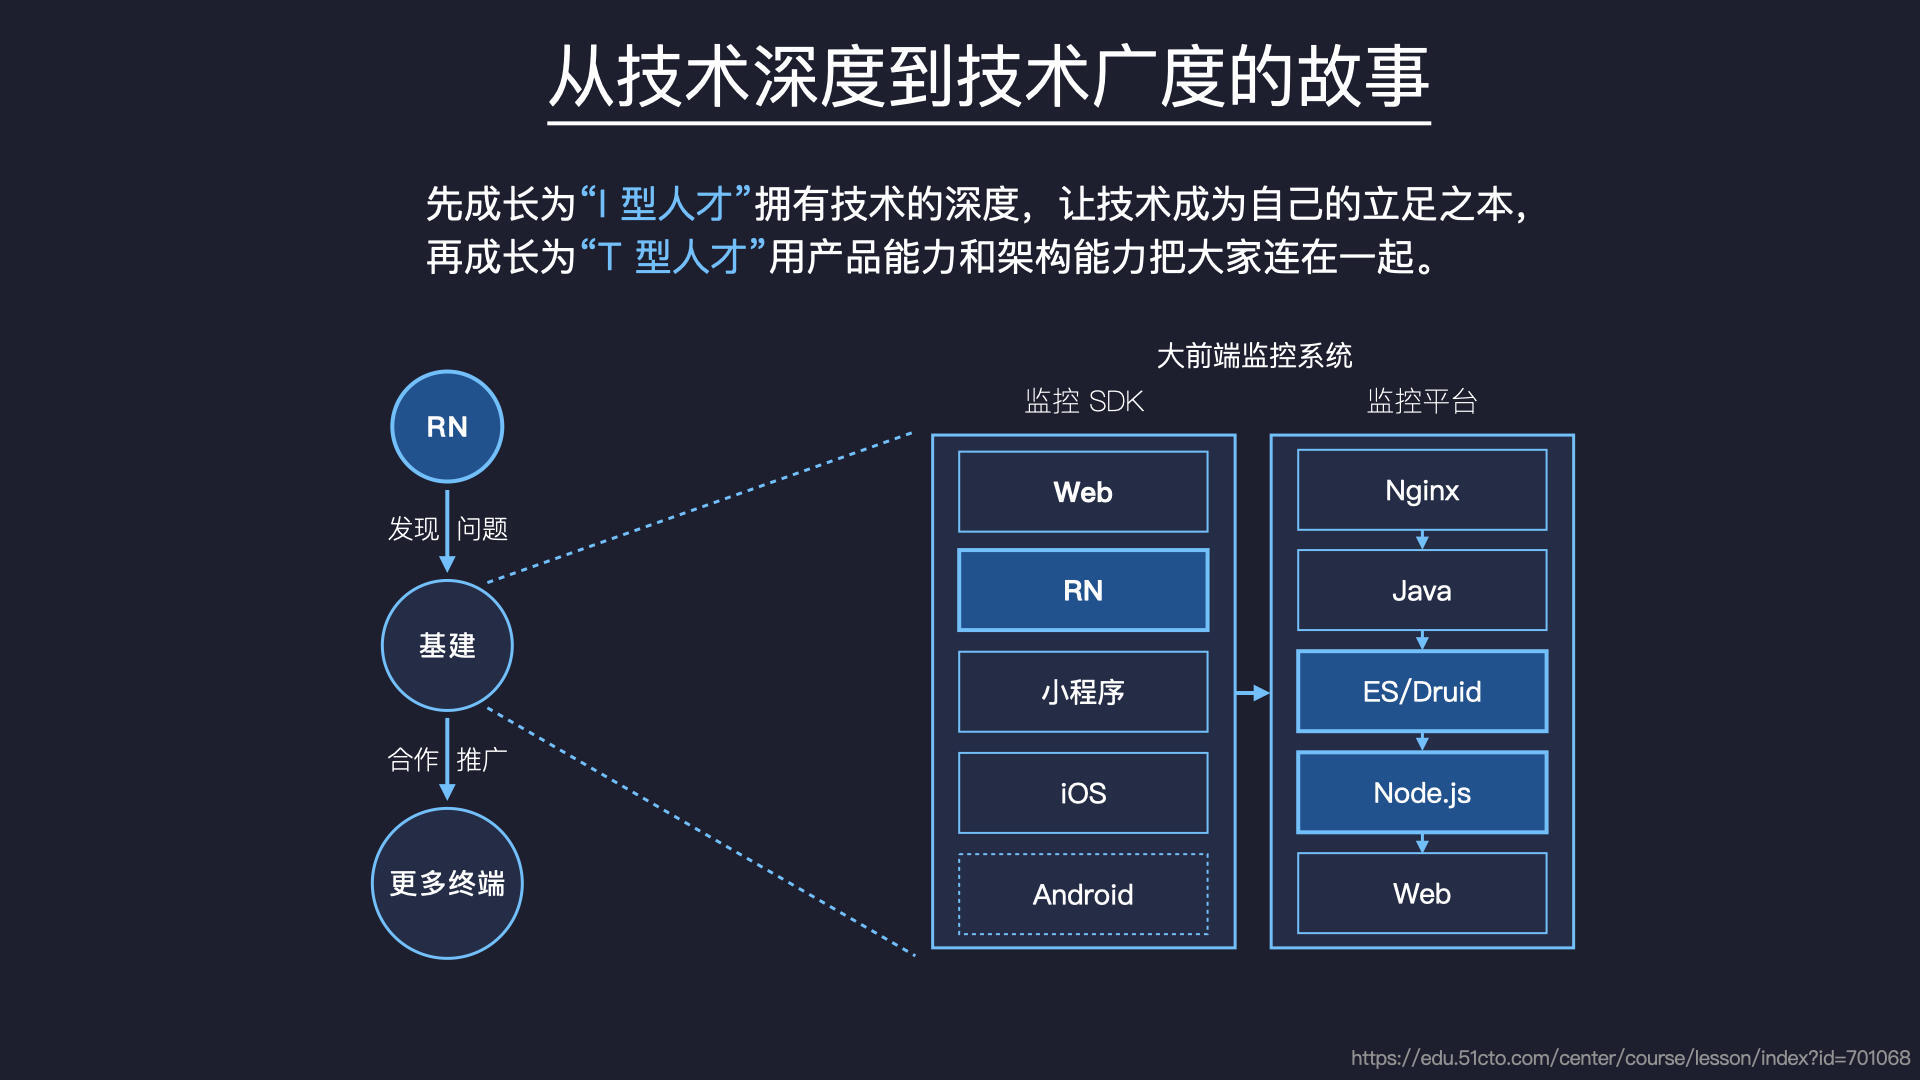 从技术深度到技术广度的故事
先成长为“I 型人才”拥有技术的深度，让技术成为自己的立足之本，
再成长为“T 型人才”用产品能力和架构能力把大家连在一起。
RN
发现 问题
基建
合作 推广
更多终端
大前端监控系统
监控 SDK
Web
RN
小程序
iOS
Android
监控平台
Nginx
Java
ES/Druid
Node.js
Web
https://edu.51cto.com/center/course/lesson/index?id=701068